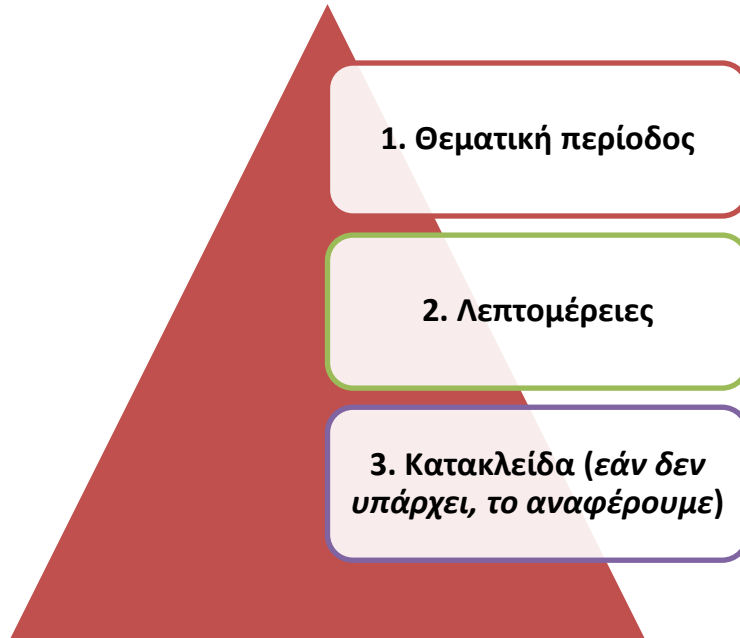 1. Θεματική περίοδος
2. Λεπτομέρειες
3. Κατακλείδα (εάν δεν
υπάρχει, το αναφέρουμε)